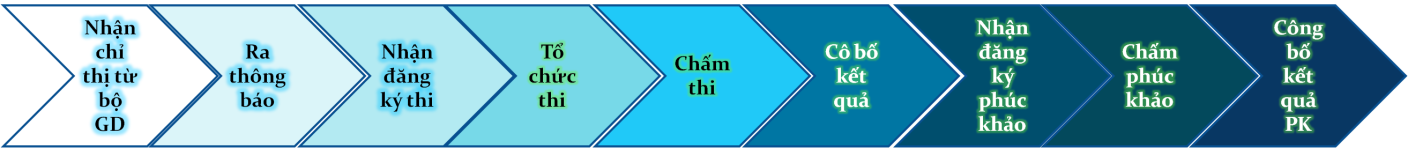 Nhận
chỉ
thị từ
bộ
GD
Ra
thông
báo
Nhận
đăng
ký thi
Tổ
chức
thi
Chấm
thi
Cô bố
kết
quả
Nhận
đăng
ký
phúc
khảo
Chấm
phúc
khảo
Công
bố
kết
quả
PK